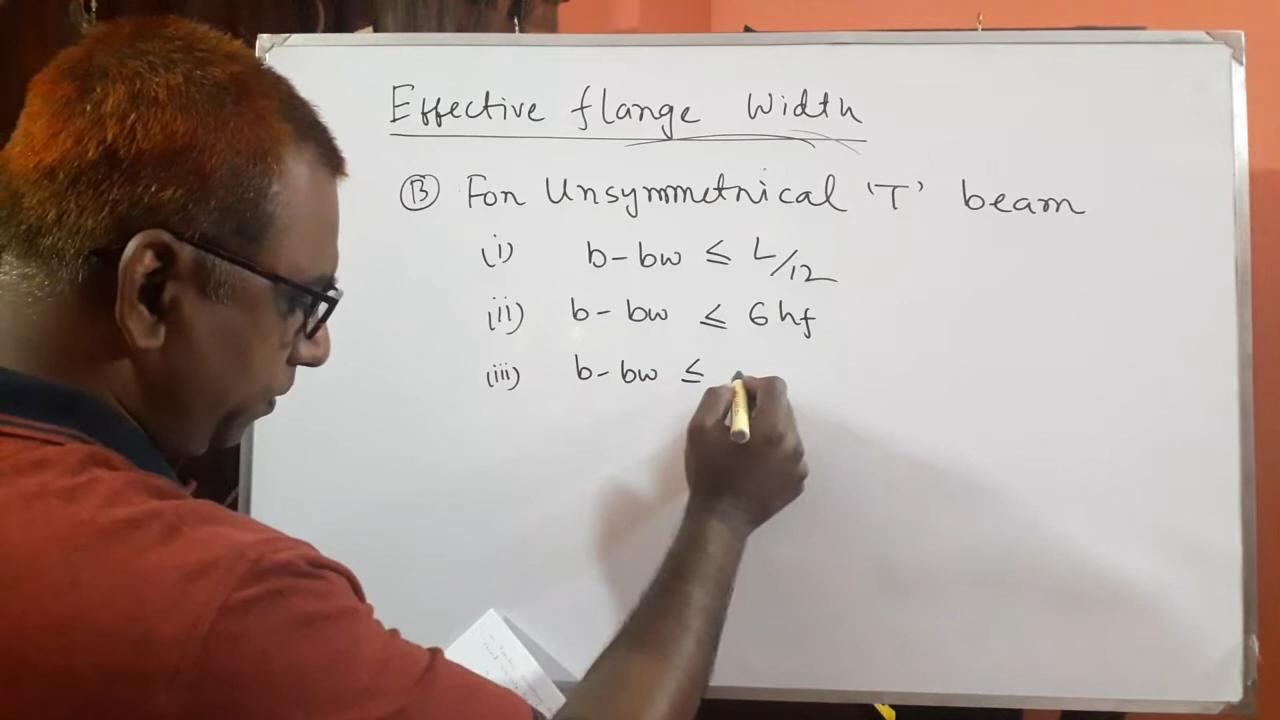 Effective flange Width
Ⓑ For Unsymmetrical 'T' beam
(i) b-bw ≤ L/12
(ii) b-bw ≤ 6hf
(iii) b-bw ≤